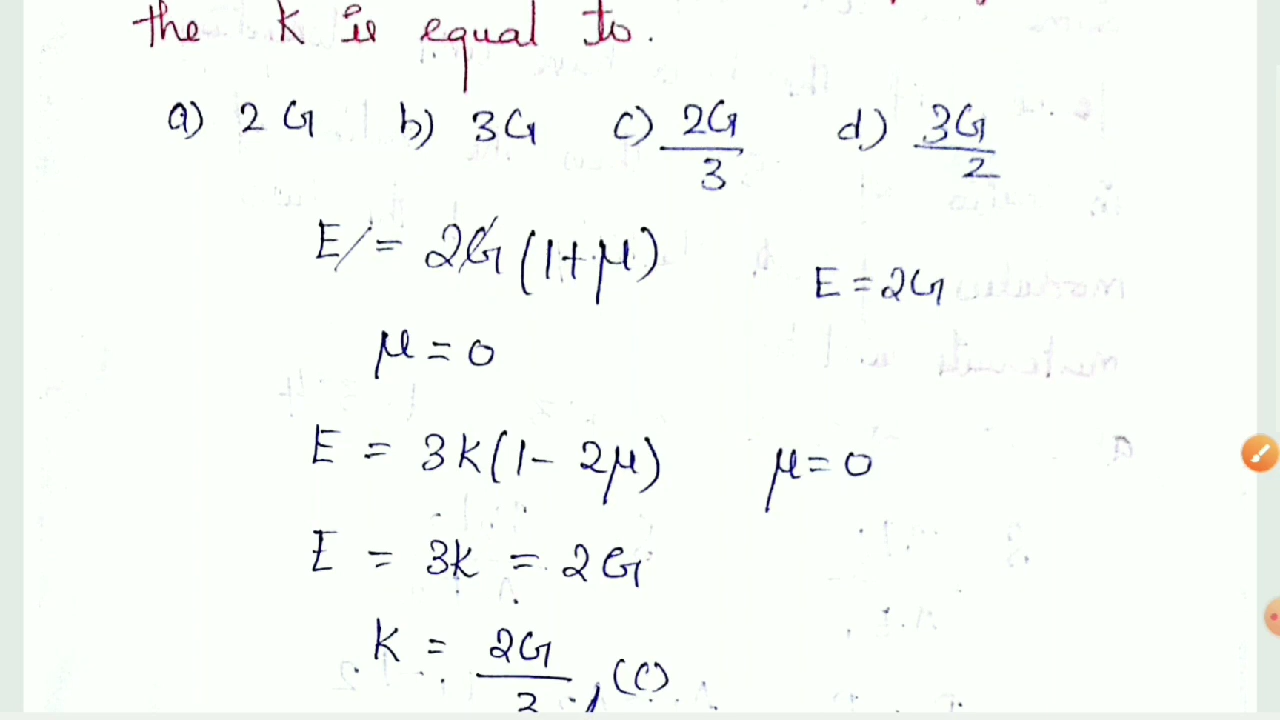 the K is equal to.
a) 2G b) 3G c) 2G/3 d) 3G/2
E = 2G(1+μ)
E = 2G
μ = 0
E = 3K(1 - 2μ) μ = 0
E = 3K = 2G
K = 2G/3 (C)